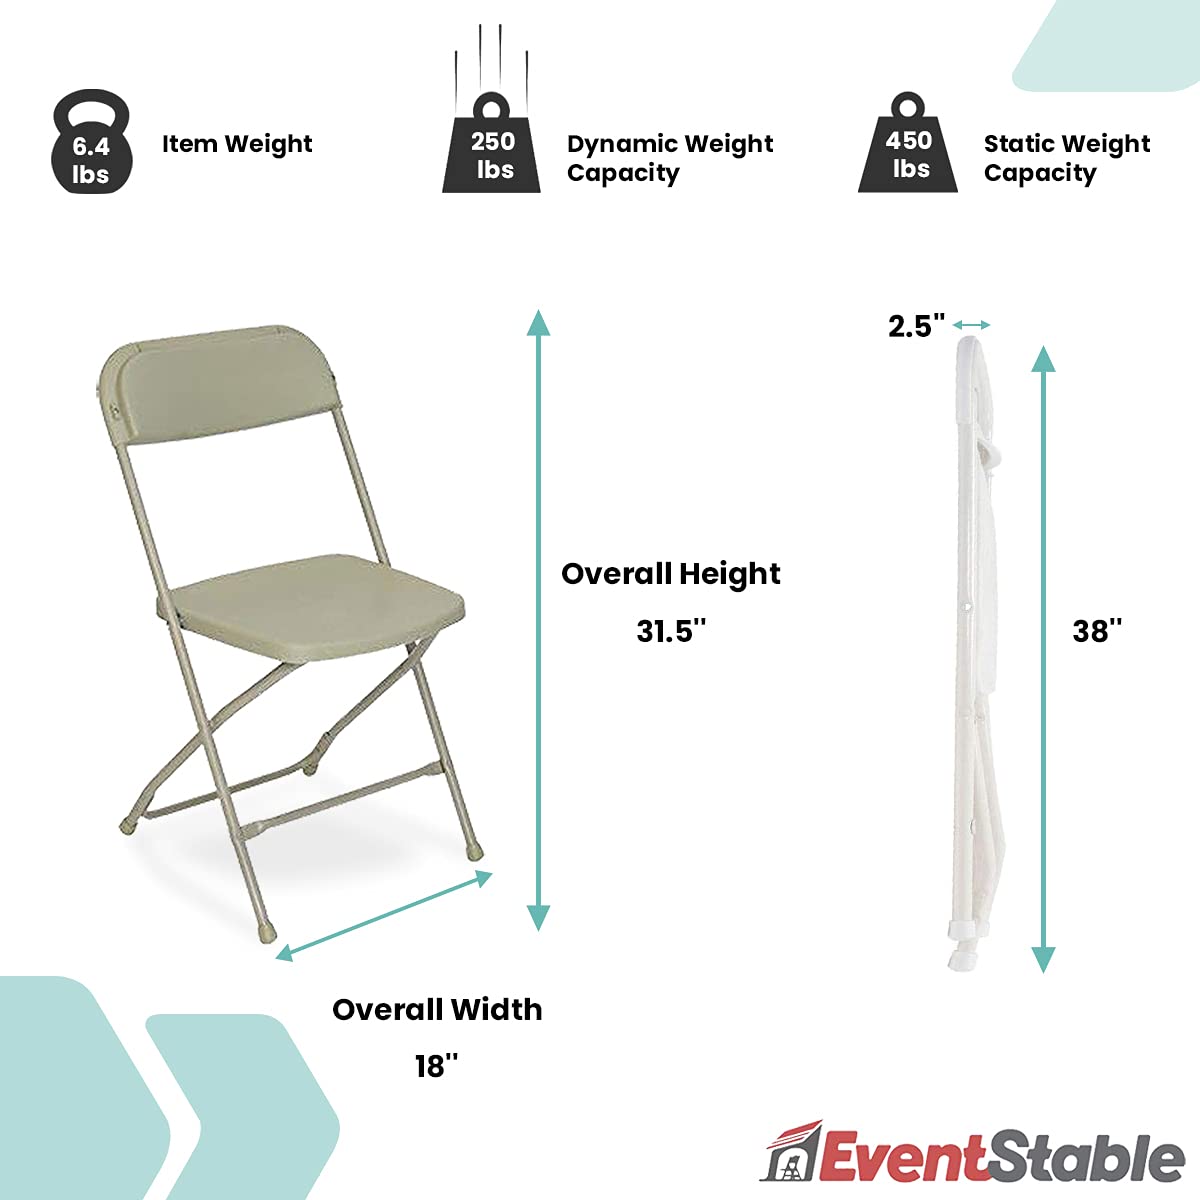 6.4
lbs
Item Weight
250
lbs
Dynamic Weight
Capacity
450
lbs
Static Weight
Capacity
2.5"
Overall Height
31.5"
38"
Overall Width
18"
EventStable